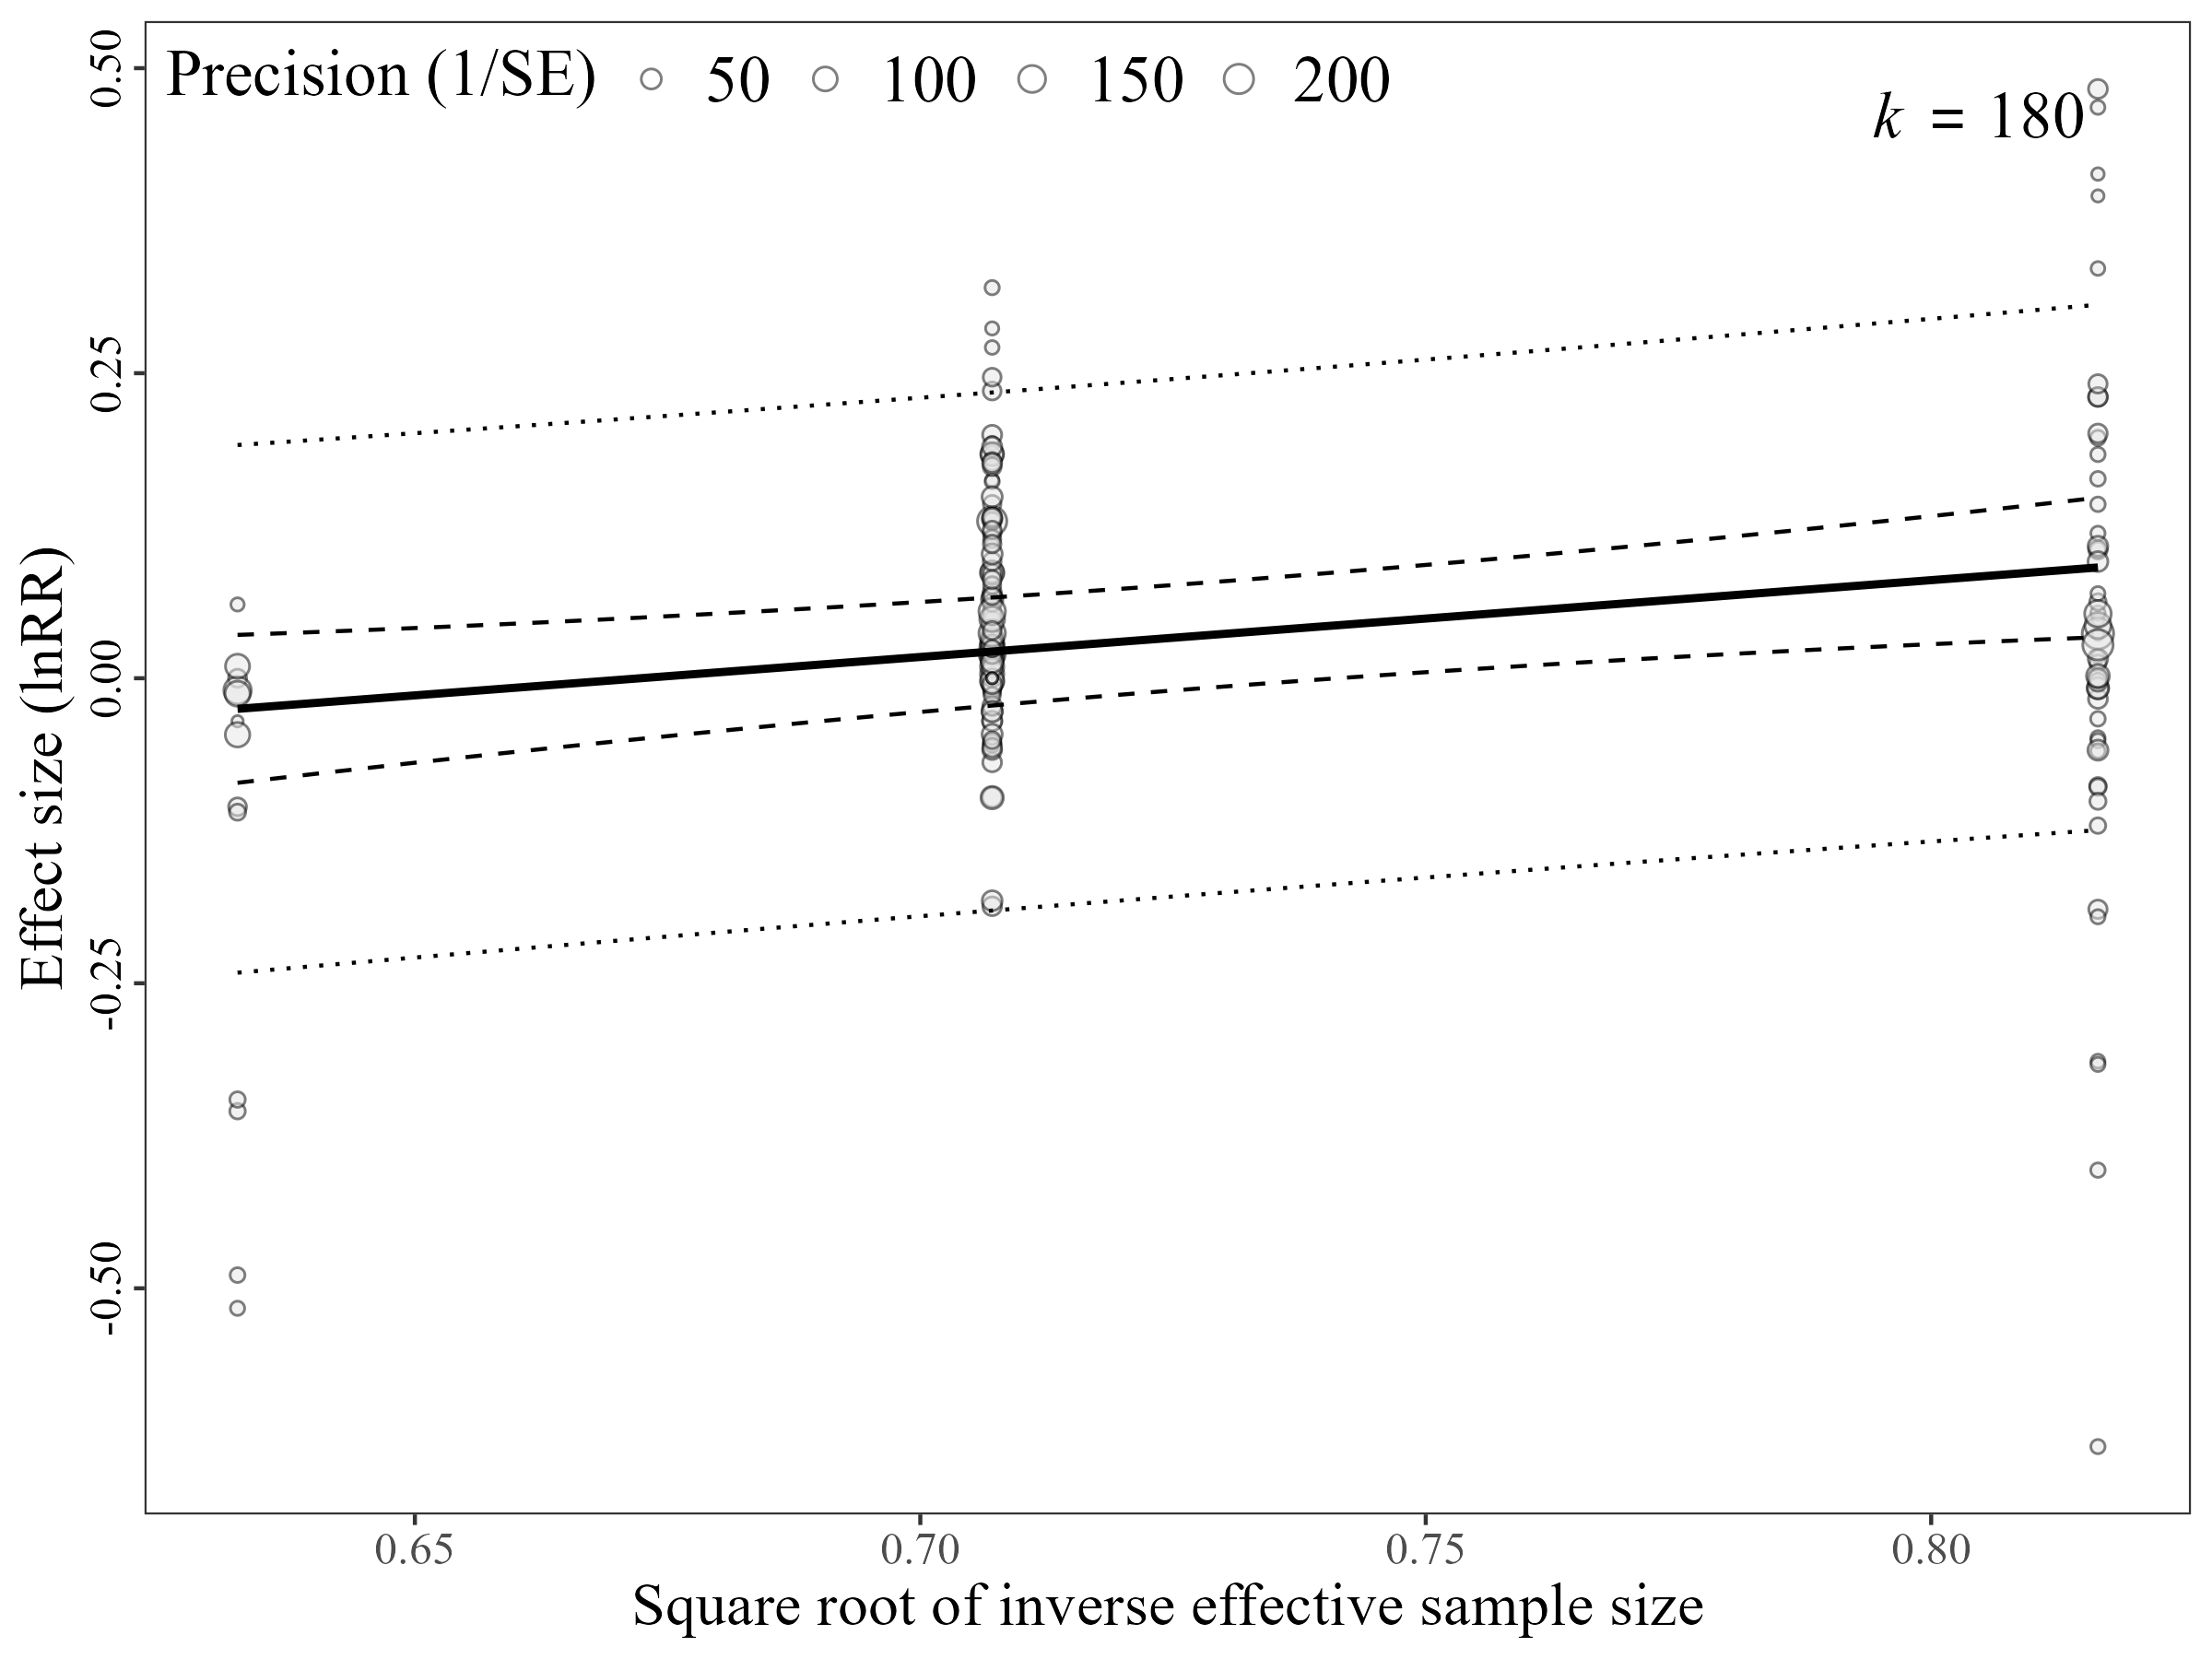 Precision (1/SE) 50 100 150 200
k = 180
Effect size (lnRR)
0.50
0.25
0.00
-0.25
-0.50
0.65 0.70 0.75 0.80
Square root of inverse effective sample size